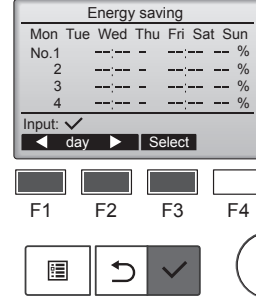 Energy saving
Mon Tue Wed Thu Fri Sat Sun
No.1 --:-- -- --:-- -- %
2 --:-- -- --:-- -- %
3 --:-- -- --:-- -- %
4 --:-- -- --:-- -- %
Input: ✓
◀ day ▶ Select
F1 F2 F3 F4